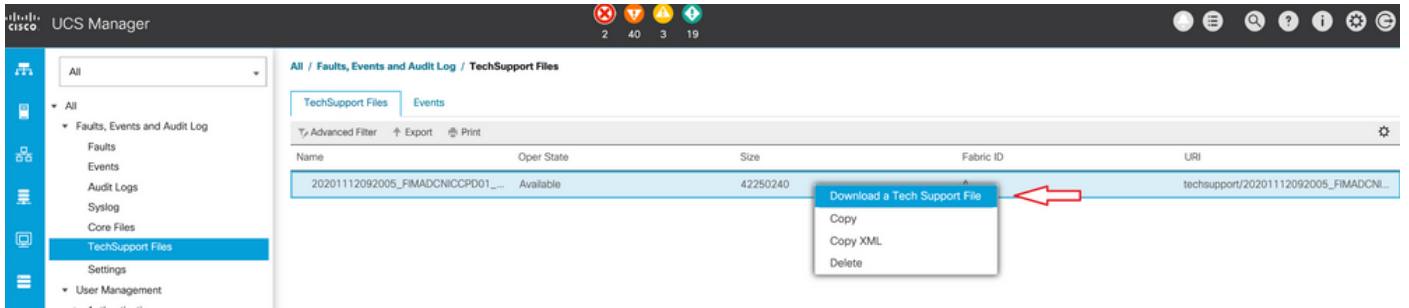 cisco UCS Manager
2 40 3 19
All
All
Faults, Events and Audit Log
Faults
Events
Audit Logs
Syslog
Core Files
TechSupport Files
Settings
User Management
All / Faults, Events and Audit Log / TechSupport Files
TechSupport Files Events
Advanced Filter Export Print
Name Oper State Size Fabric ID URI
20201112092005_FIMADCNICCPD01_... Available 42250240 techsupport/20201112092005_FIMADCNI...
Download a Tech Support File
Copy
Copy XML
Delete